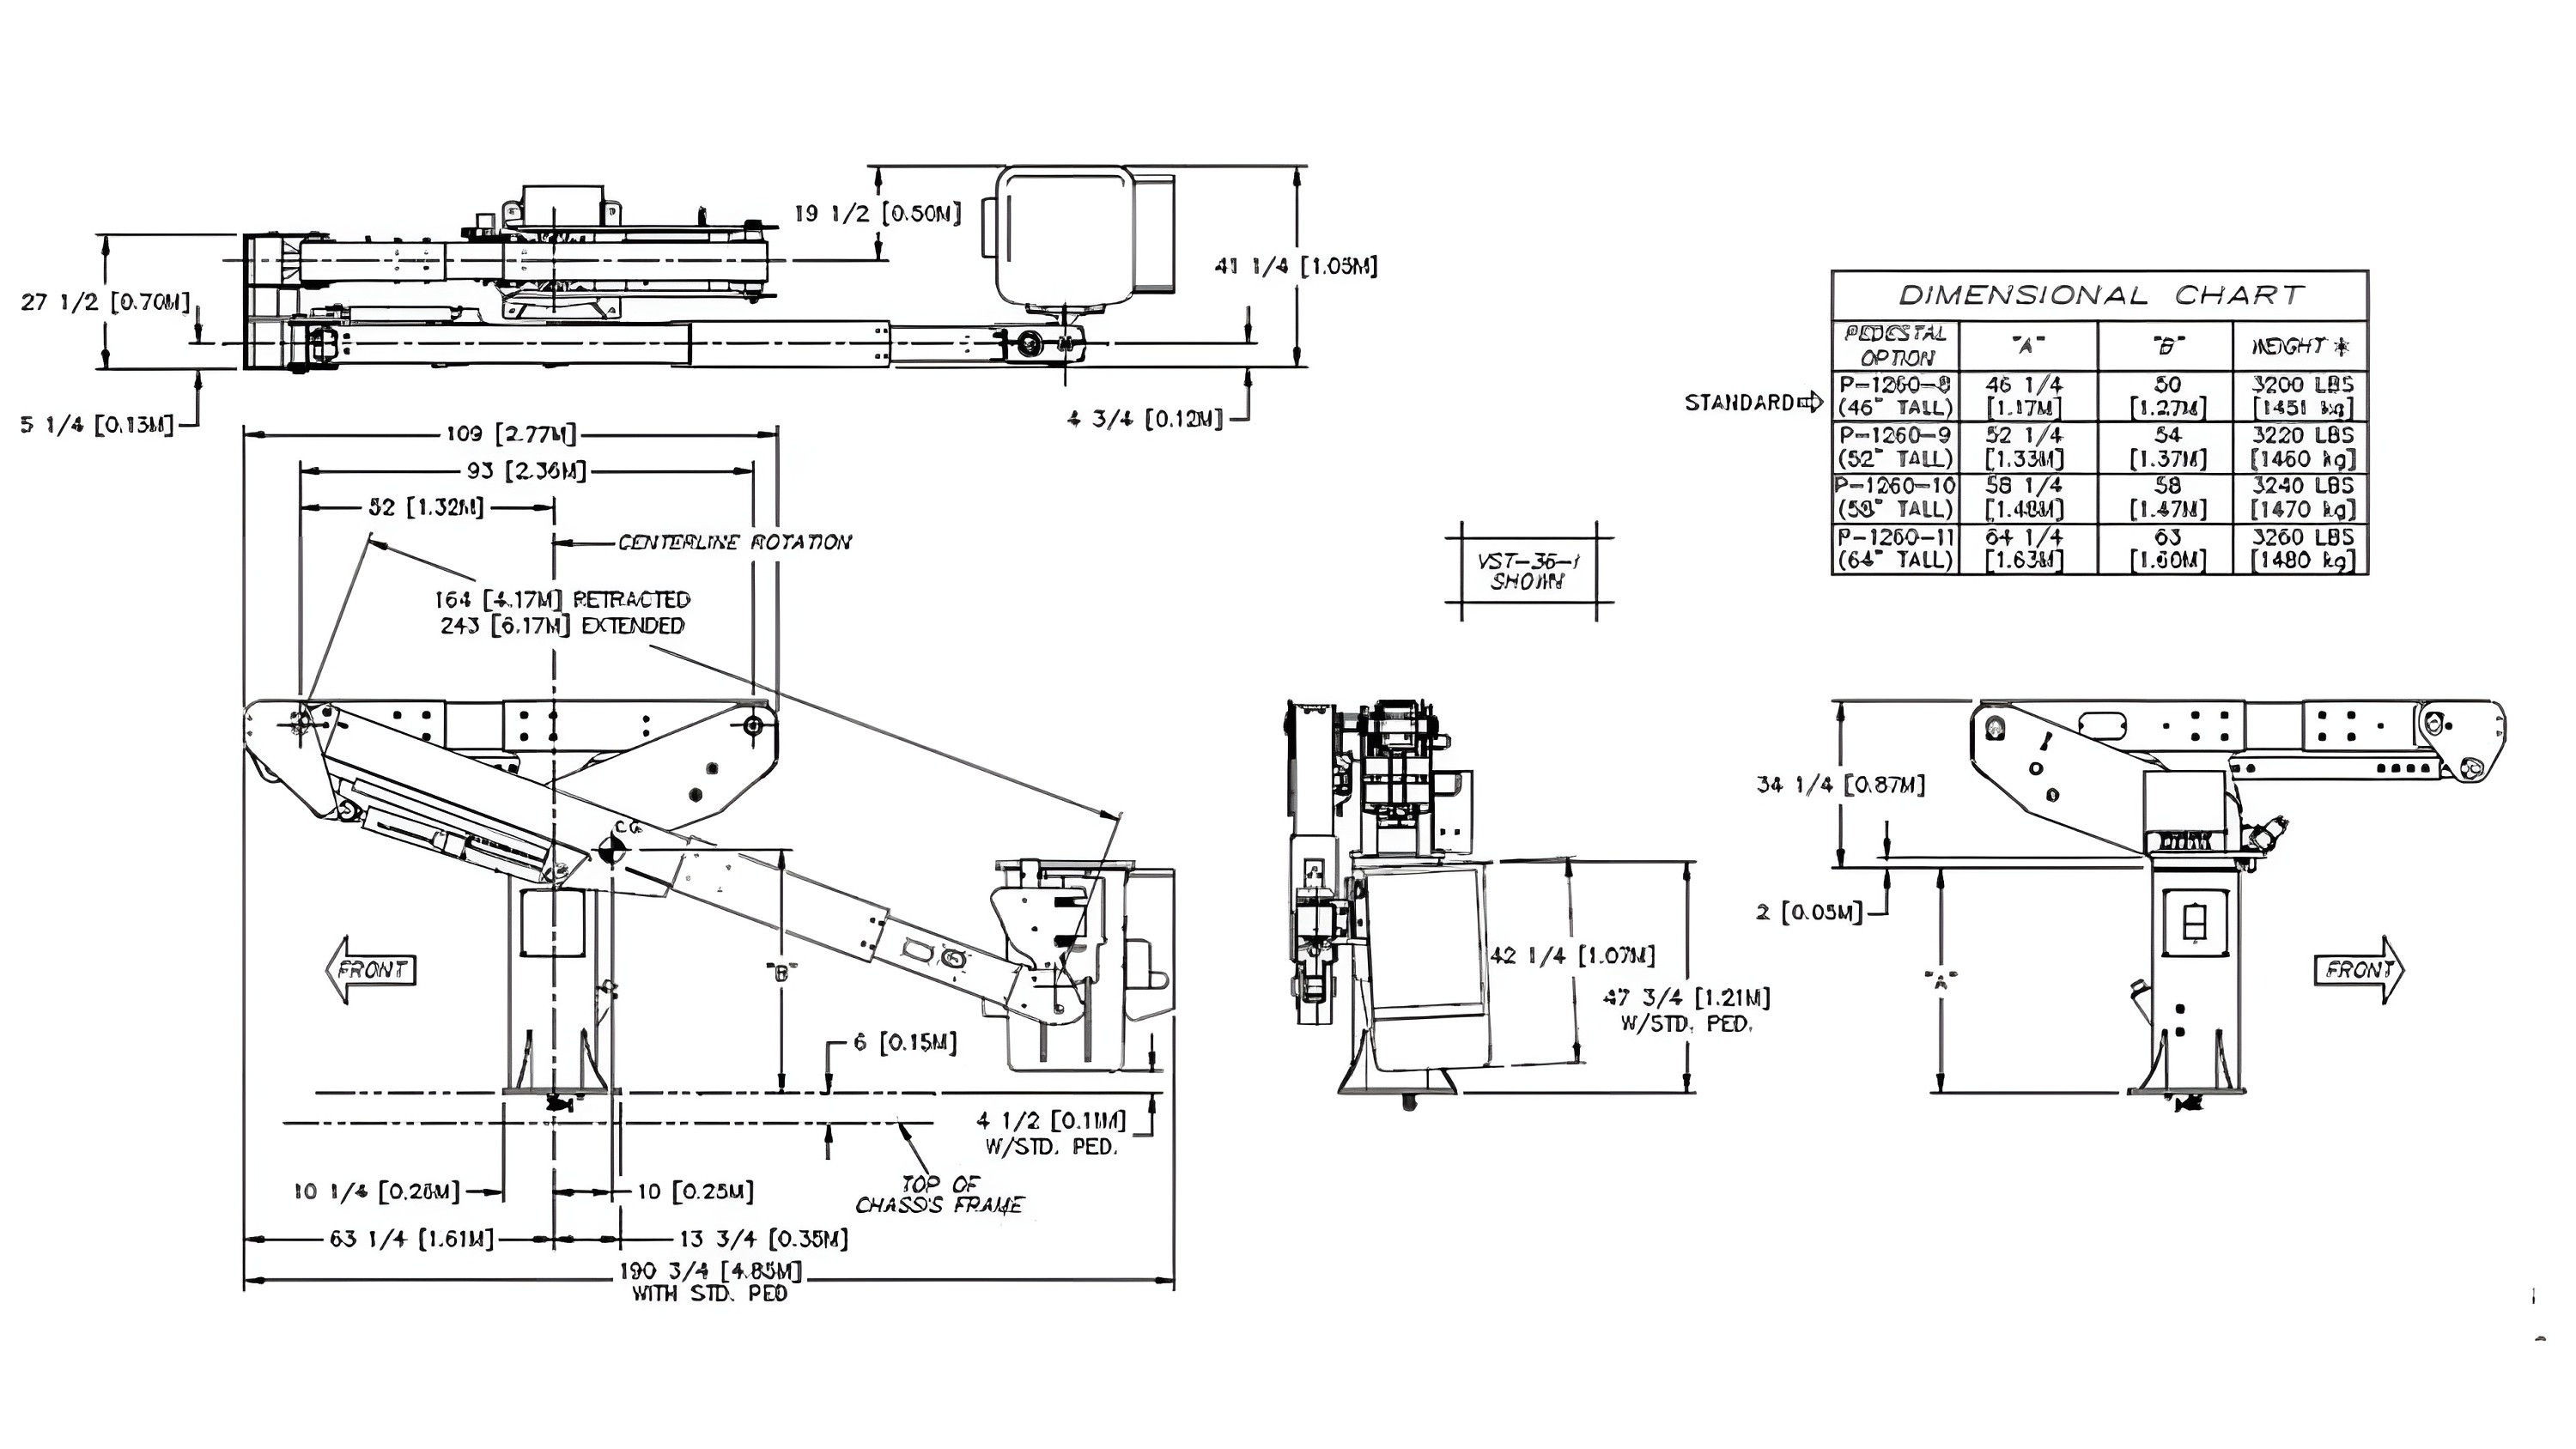 19 1/2 [0.50M]
41 1/4 [1.05M]
27 1/2 [0.70M]
5 1/4 [0.13M]
4 3/4 [0.12M]
109 [2.77M]
93 [2.36M]
52 [1.32M]
CENTERLINE ROTATION
164 [4.17M] RETRACTED
243 [6.17M] EXTENDED
C.G.
FRONT
"B"
6 [0.15M]
4 1/2 [0.11M]
W/STD. PED.
TOP OF
CHASSIS FRAME
10 1/4 [0.26M]
10 [0.25M]
63 1/4 [1.61M]
13 3/4 [0.35M]
190 3/4 [4.85M]
WITH STD. PED
VST-36-I
SHOWN
42 1/4 [1.07M]
47 3/4 [1.21M]
W/STD. PED.
DIMENSIONAL CHART
PEDESTAL
OPTION
"A"
"B"
WEIGHT *
STANDARD
P-1260-8
(46" TALL)
46 1/4
[1.17M]
50
[1.27M]
3200 LBS
[1451 kg]
P-1260-9
(52" TALL)
52 1/4
[1.33M]
54
[1.37M]
3220 LBS
[1460 kg]
P-1260-10
(58" TALL)
58 1/4
[1.48M]
58
[1.47M]
3240 LBS
[1470 kg]
P-1260-11
(64" TALL)
64 1/4
[1.63M]
63
[1.60M]
3260 LBS
[1480 kg]
34 1/4 [0.87M]
2 [0.05M]
"A"
FRONT